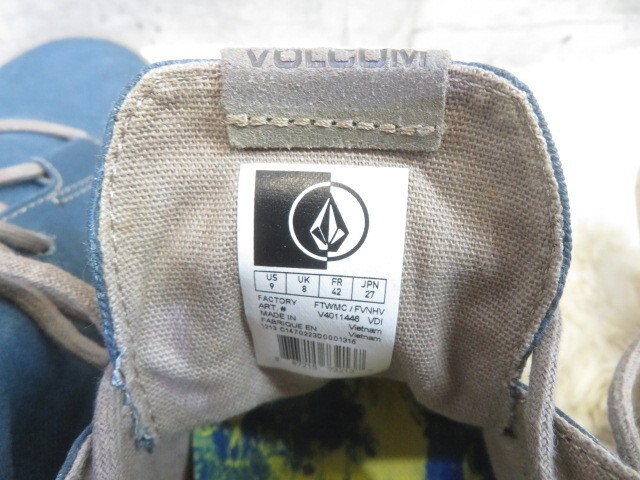 VOLCOM
US UK FR JPN
9 8 42 27
FACTORY FTWMC / FVNHV
ART # V4011446 VDI
MADE IN Vietnam
FABRIQUE EN Vietnam